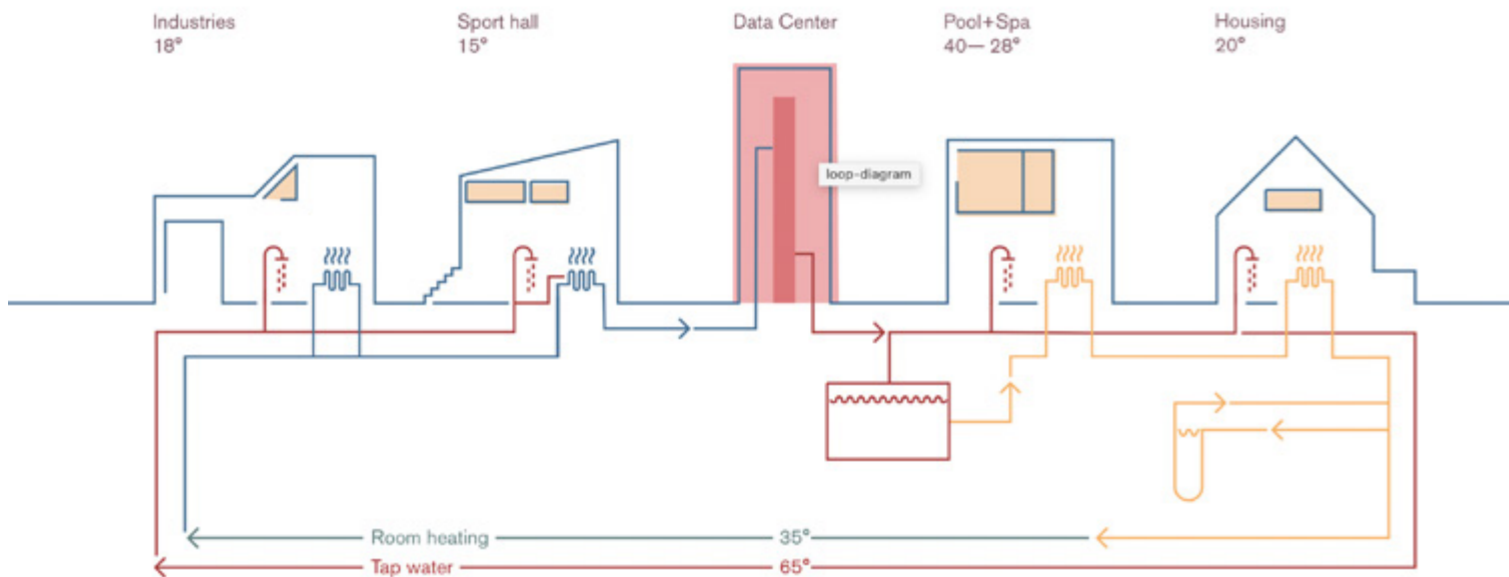 Industries
18°
Sport hall
15°
Data Center
Pool+Spa
40— 28°
Housing
20°
loop-diagram
Room heating 35°
Tap water 65°